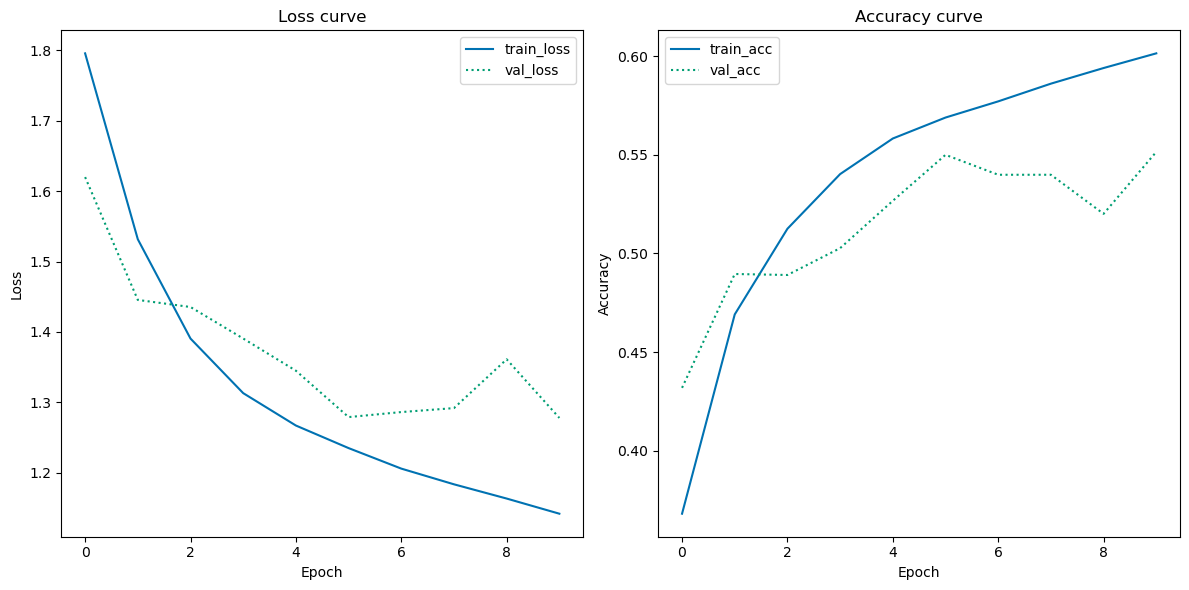 Loss curve
train_loss
val_loss
1.8
1.7
1.6
1.5
1.4
1.3
1.2
Loss
0 2 4 6 8
Epoch
Accuracy curve
train_acc
val_acc
0.60
0.55
0.50
0.45
0.40
Accuracy
0 2 4 6 8
Epoch